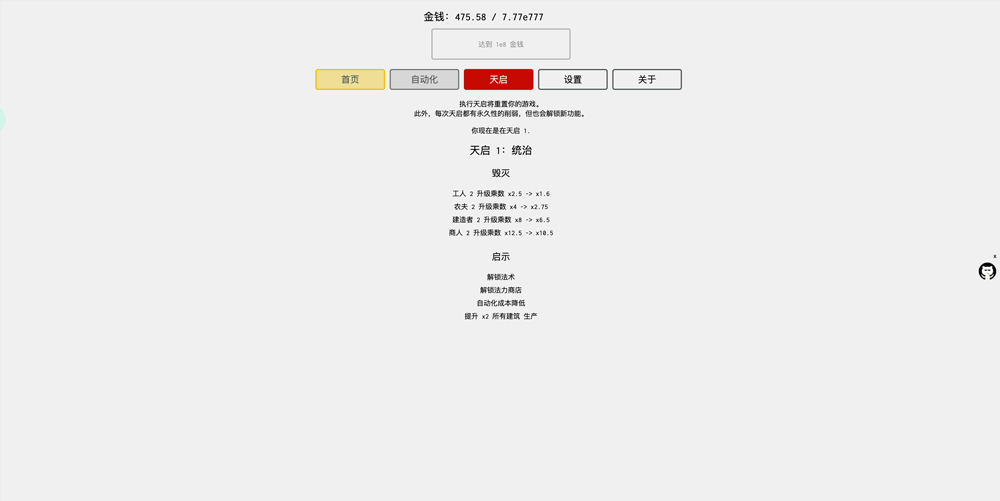 金钱: 475.58 / 7.77e777
达到 1e8 金钱
首页
自动化
天启
设置
关于
执行天启将重置你的游戏。
此外，每次天启都有永久性的削弱，但也会解锁新功能。
你现在是在天启 1.
天启 1: 统治
毁灭
工人 2 升级乘数 x2.5 -> x1.6
农夫 2 升级乘数 x4 -> x2.75
建造者 2 升级乘数 x8 -> x6.5
商人 2 升级乘数 x12.5 -> x10.5
x
启示
解锁法术
解锁法力商店
自动化成本降低
提升 x2 所有建筑 生产